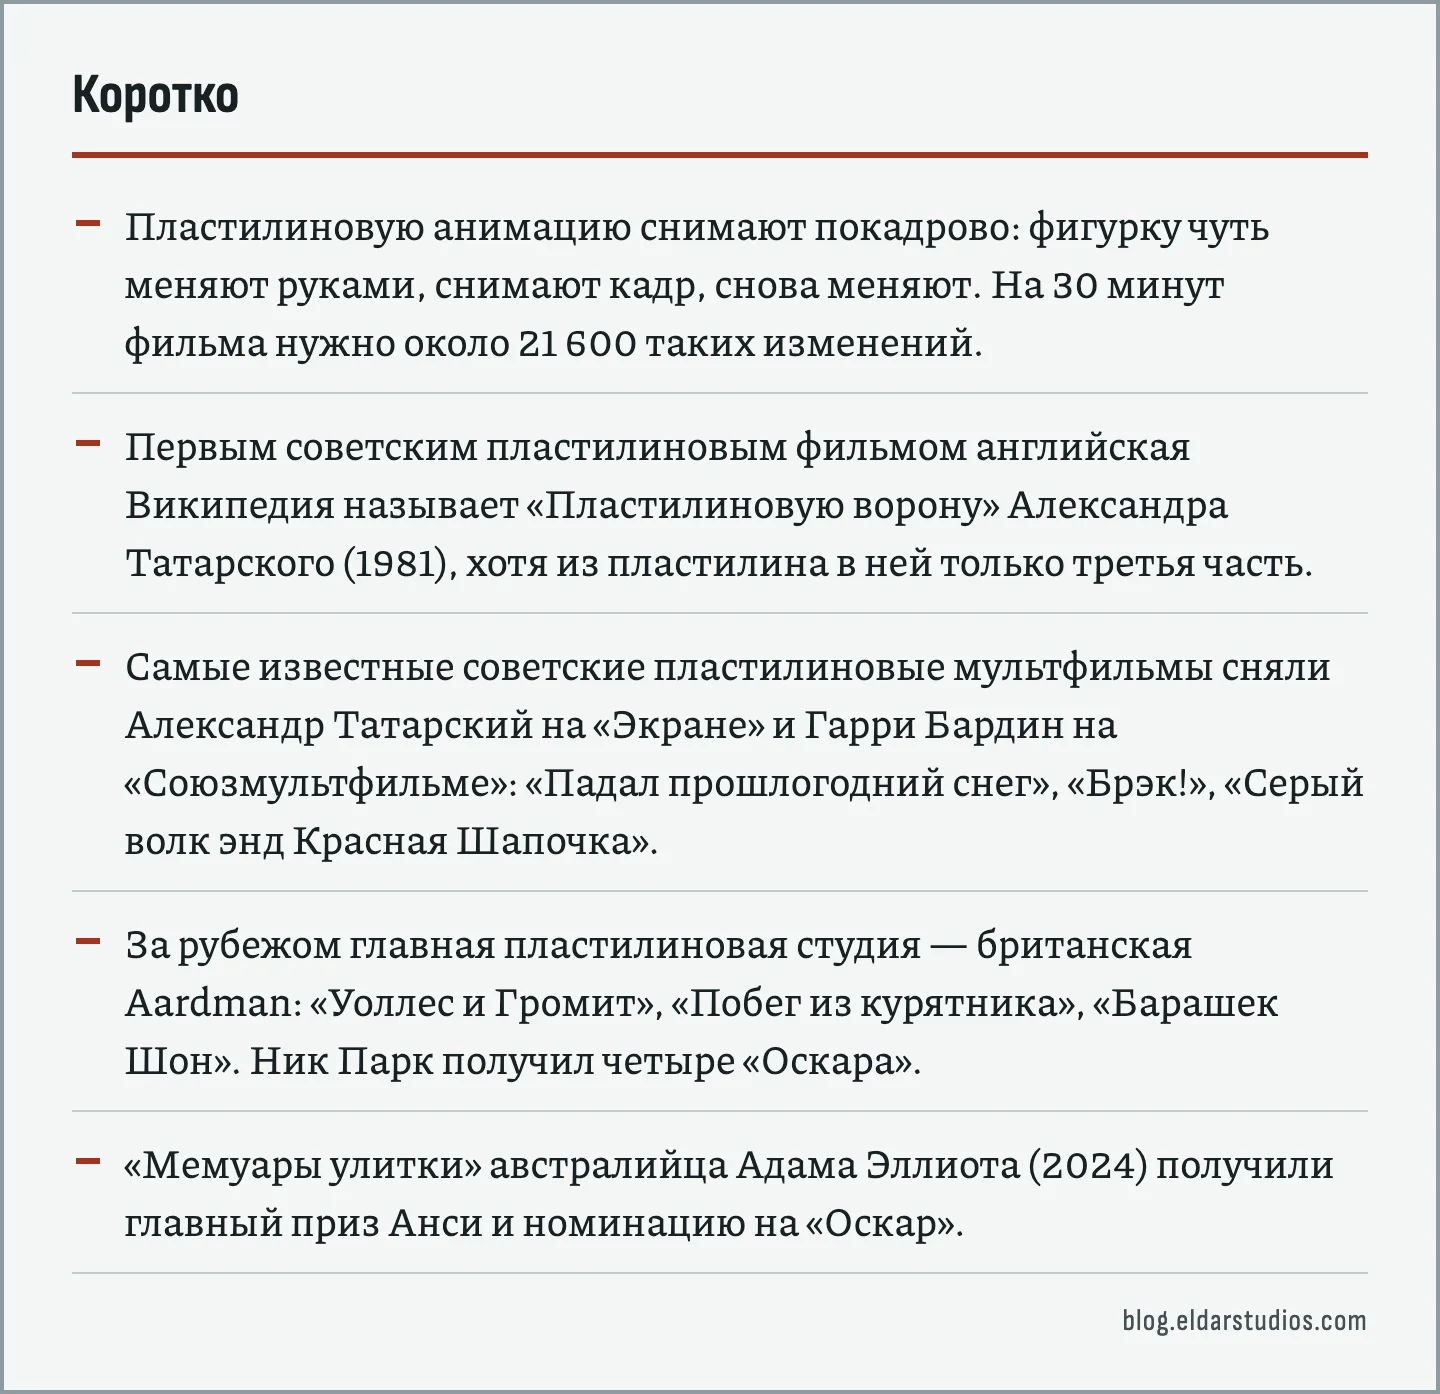 Коротко
– Пластилиновую анимацию снимают покадрово: фигурку чуть
меняют руками, снимают кадр, снова меняют. На 30 минут
фильма нужно около 21 600 таких изменений.
– Первым советским пластилиновым фильмом английская
Википедия называет «Пластилиновую ворону» Александра
Татарского (1981), хотя из пластилина в ней только третья часть.
– Самые известные советские пластилиновые мультфильмы сняли
Александр Татарский на «Экране» и Гарри Бардин на
«Союзмультфильме»: «Падал прошлогодний снег», «Брэк!», «Серый
волк энд Красная Шапочка».
– За рубежом главная пластилиновая студия — британская
Aardman: «Уоллес и Громит», «Побег из курятника», «Барашек
Шон». Ник Парк получил четыре «Оскара».
– «Мемуары улитки» австралийца Адама Эллиота (2024) получили
главный приз Анси и номинацию на «Оскар».
blog.eldarstudios.com